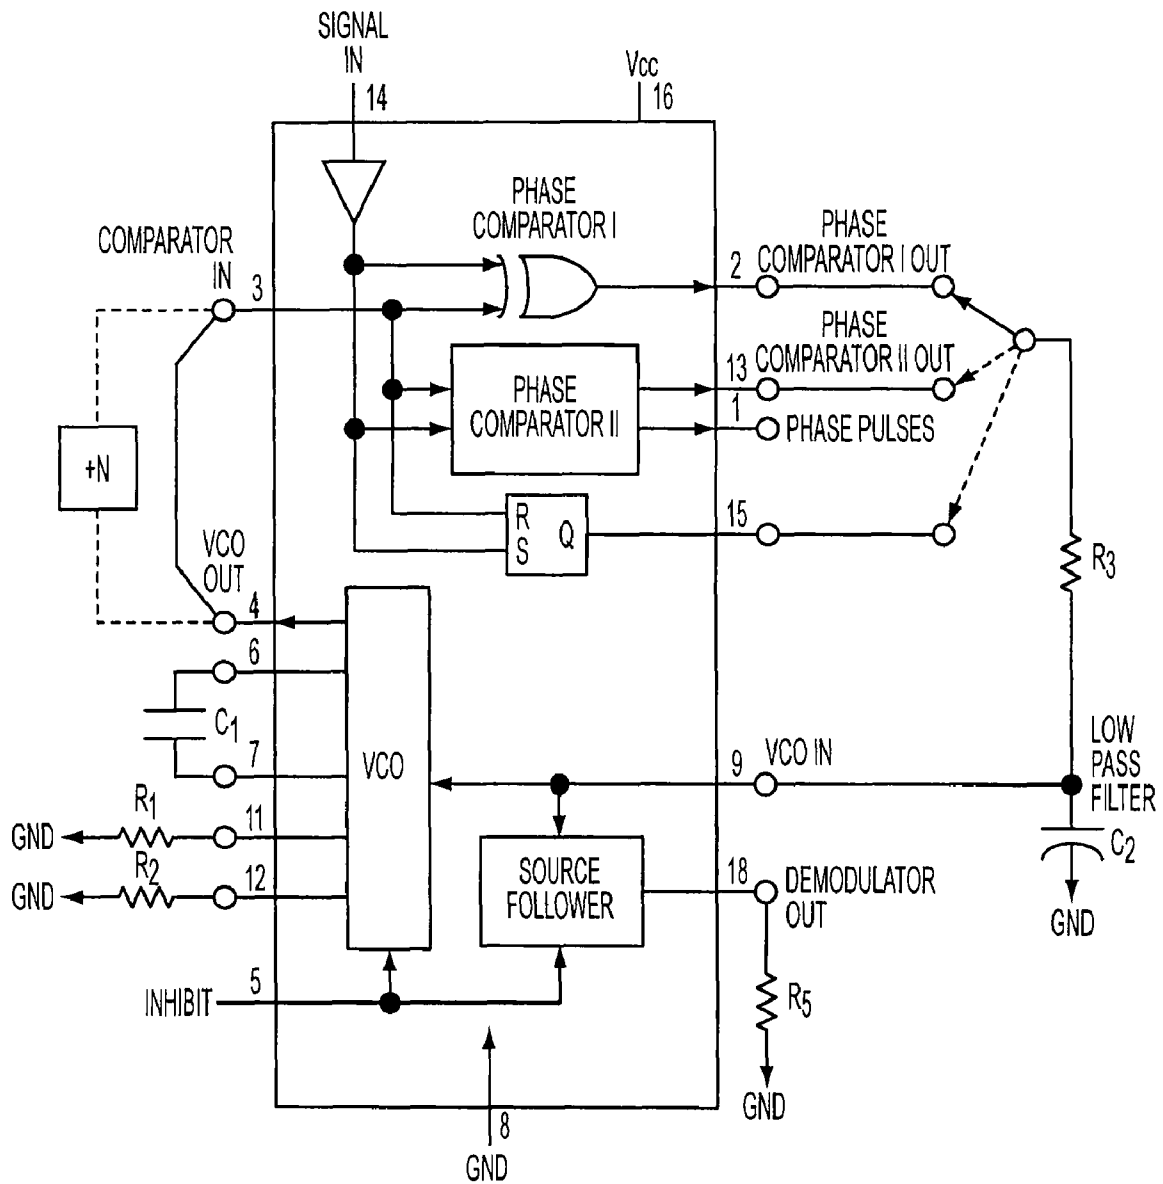 SIGNAL
IN
14
Vcc
16
PHASE
COMPARATOR I
COMPARATOR
IN
3
2
PHASE
COMPARATOR I OUT
PHASE
COMPARATOR II OUT
13
PHASE
COMPARATOR II
1
PHASE PULSES
+N
R
S
Q
15
R3
VCO
OUT
4
6
C1
7
VCO
9
VCO IN
LOW
PASS
FILTER
C2
GND
R1
11
GND
R2
12
GND
SOURCE
FOLLOWER
18
DEMODULATOR
OUT
R5
GND
INHIBIT
5
8
GND